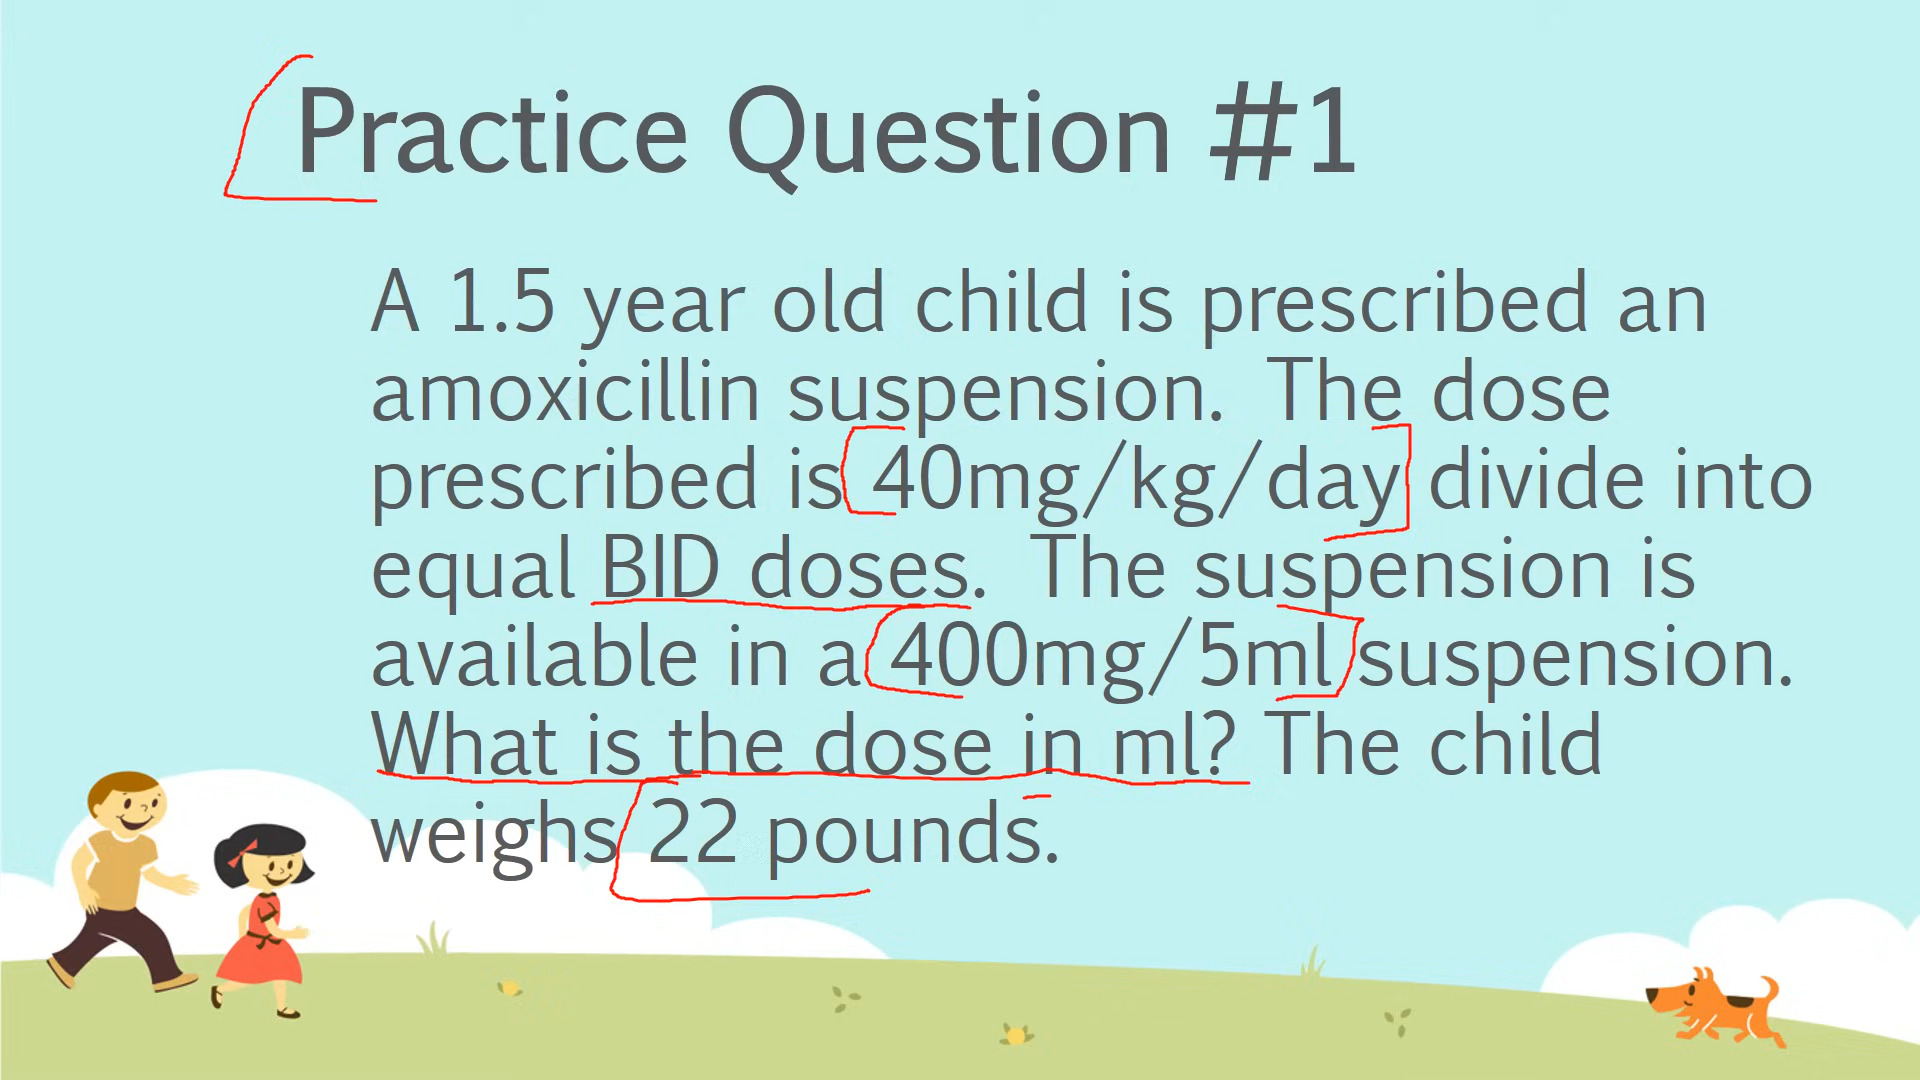 Practice Question #1
A 1.5 year old child is prescribed an
amoxicillin suspension.  The dose
prescribed is 40mg/kg/day divide into
equal BID doses.  The suspension is
available in a 400mg/5ml suspension.
What is the dose in ml? The child
weighs 22 pounds.